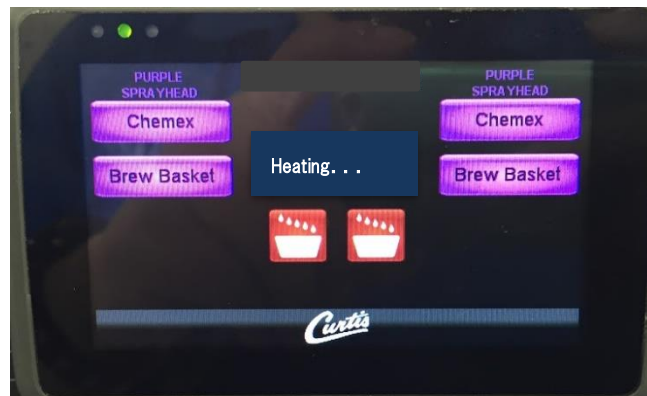 PURPLE
SPRAYHEAD
Chemex
Brew Basket
Heating...
PURPLE
SPRAYHEAD
Chemex
Brew Basket
Curtis